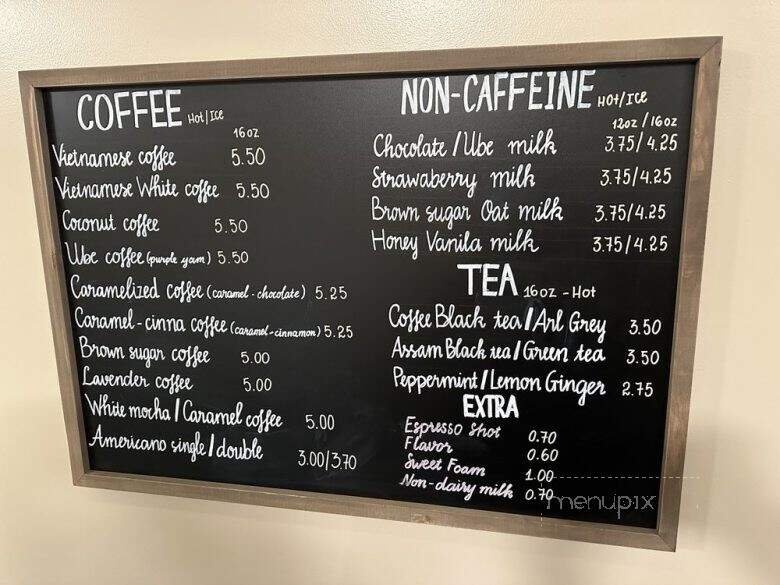 COFFEE Hot/Ice
16oz
Vietnamese coffee 5.50
Vietnamese White coffee 5.50
Coconut coffee 5.50
Ube coffee (purple yam) 5.50
Caramelized coffee (caramel-chocolate) 5.25
Caramel-cinna coffee (caramel-cinnamon) 5.25
Brown sugar coffee 5.00
Lavender coffee 5.00
White mocha/Caramel coffee 5.00
Americano single/double 3.00/3.70
NON-CAFFEINE Hot/Ice
12oz/16oz
Chocolate/Ube milk 3.75/4.25
Strawaberry milk 3.75/4.25
Brown sugar Oat milk 3.75/4.25
Honey Vanila milk 3.75/4.25
TEA 16oz - Hot
Coffee Black tea/Arl Grey 3.50
Assam Black tea/Green tea 3.50
Peppermint/Lemon Ginger 2.75
EXTRA
Espresso Shot 0.70
Flavor 0.60
Sweet Foam 1.00
Non-dairy milk 0.70
menupix